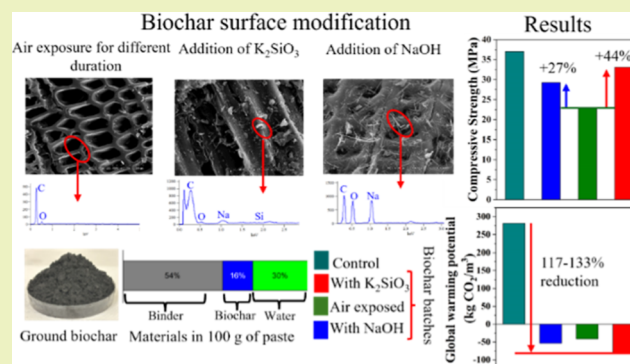 Biochar surface modification
Air exposure for different
duration
Addition of K₂SiO₃
Addition of NaOH
C
O
C
O
Na
Si
C
O
Na
Ground biochar
54%
16%
30%
Binder
Biochar
Water
Materials in 100 g of paste
Control
With K₂SiO₃
Air exposed
With NaOH
Biochar batches
Results
Compressive Strength (MPa)
40
35
30
25
20
15
10
5
0
+27%
+44%
Global warming potential
(kg CO₂/m³)
300
250
200
150
100
50
0
-50
-100
117-133%
reduction